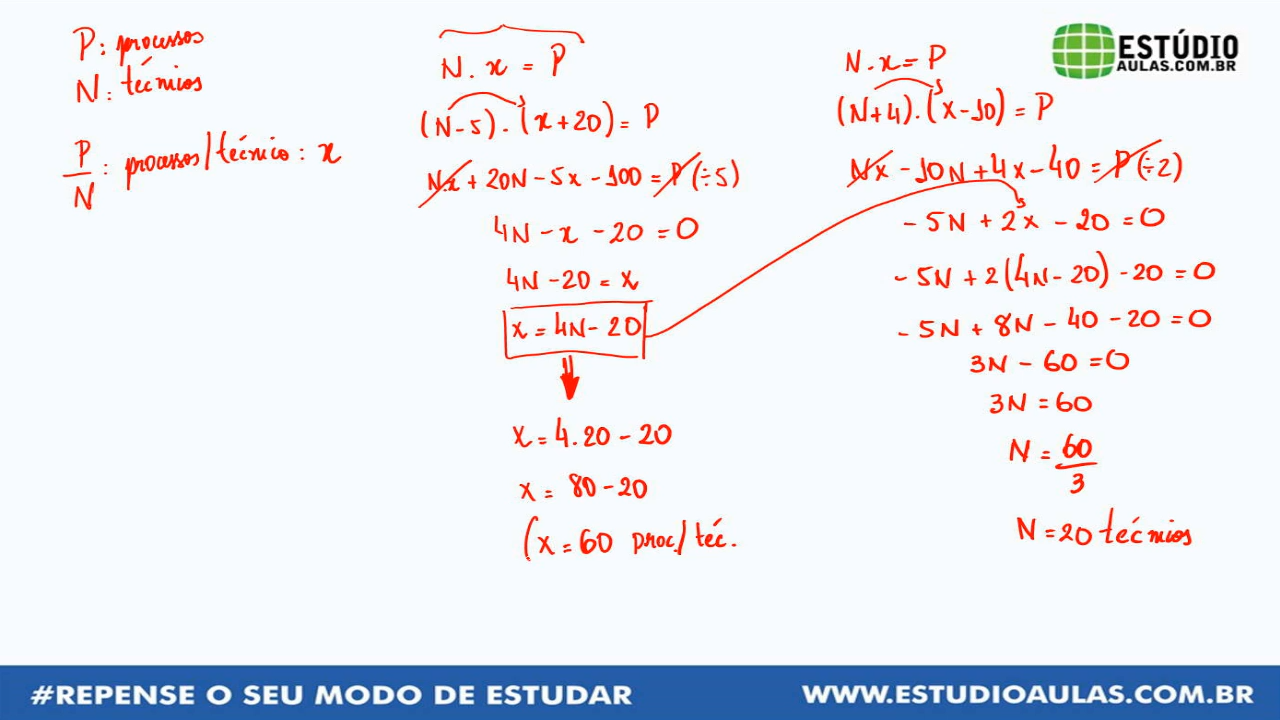 P: processos
N: técnios
P/N : processos/técnico: x
N . x = P
(N-5) . (x+20) = P
N.x + 20N - 5x - 100 = P (÷5)
4N - x - 20 = 0
4N - 20 = x
x = 4N - 20
x = 4.20 - 20
x = 80 - 20
(x = 60 proc./téc.
N.x = P
(N+4) . (x-10) = P
Nx - 10N + 4x - 40 = P (÷2)
- 5N + 2x - 20 = 0
- 5N + 2(4N - 20) - 20 = 0
- 5N + 8N - 40 - 20 = 0
3N - 60 = 0
3N = 60
N = 60/3
N = 20 técnios
ESTÚDIO
AULAS.COM.BR
#REPENSE O SEU MODO DE ESTUDAR
WWW.ESTUDIOAULAS.COM.BR